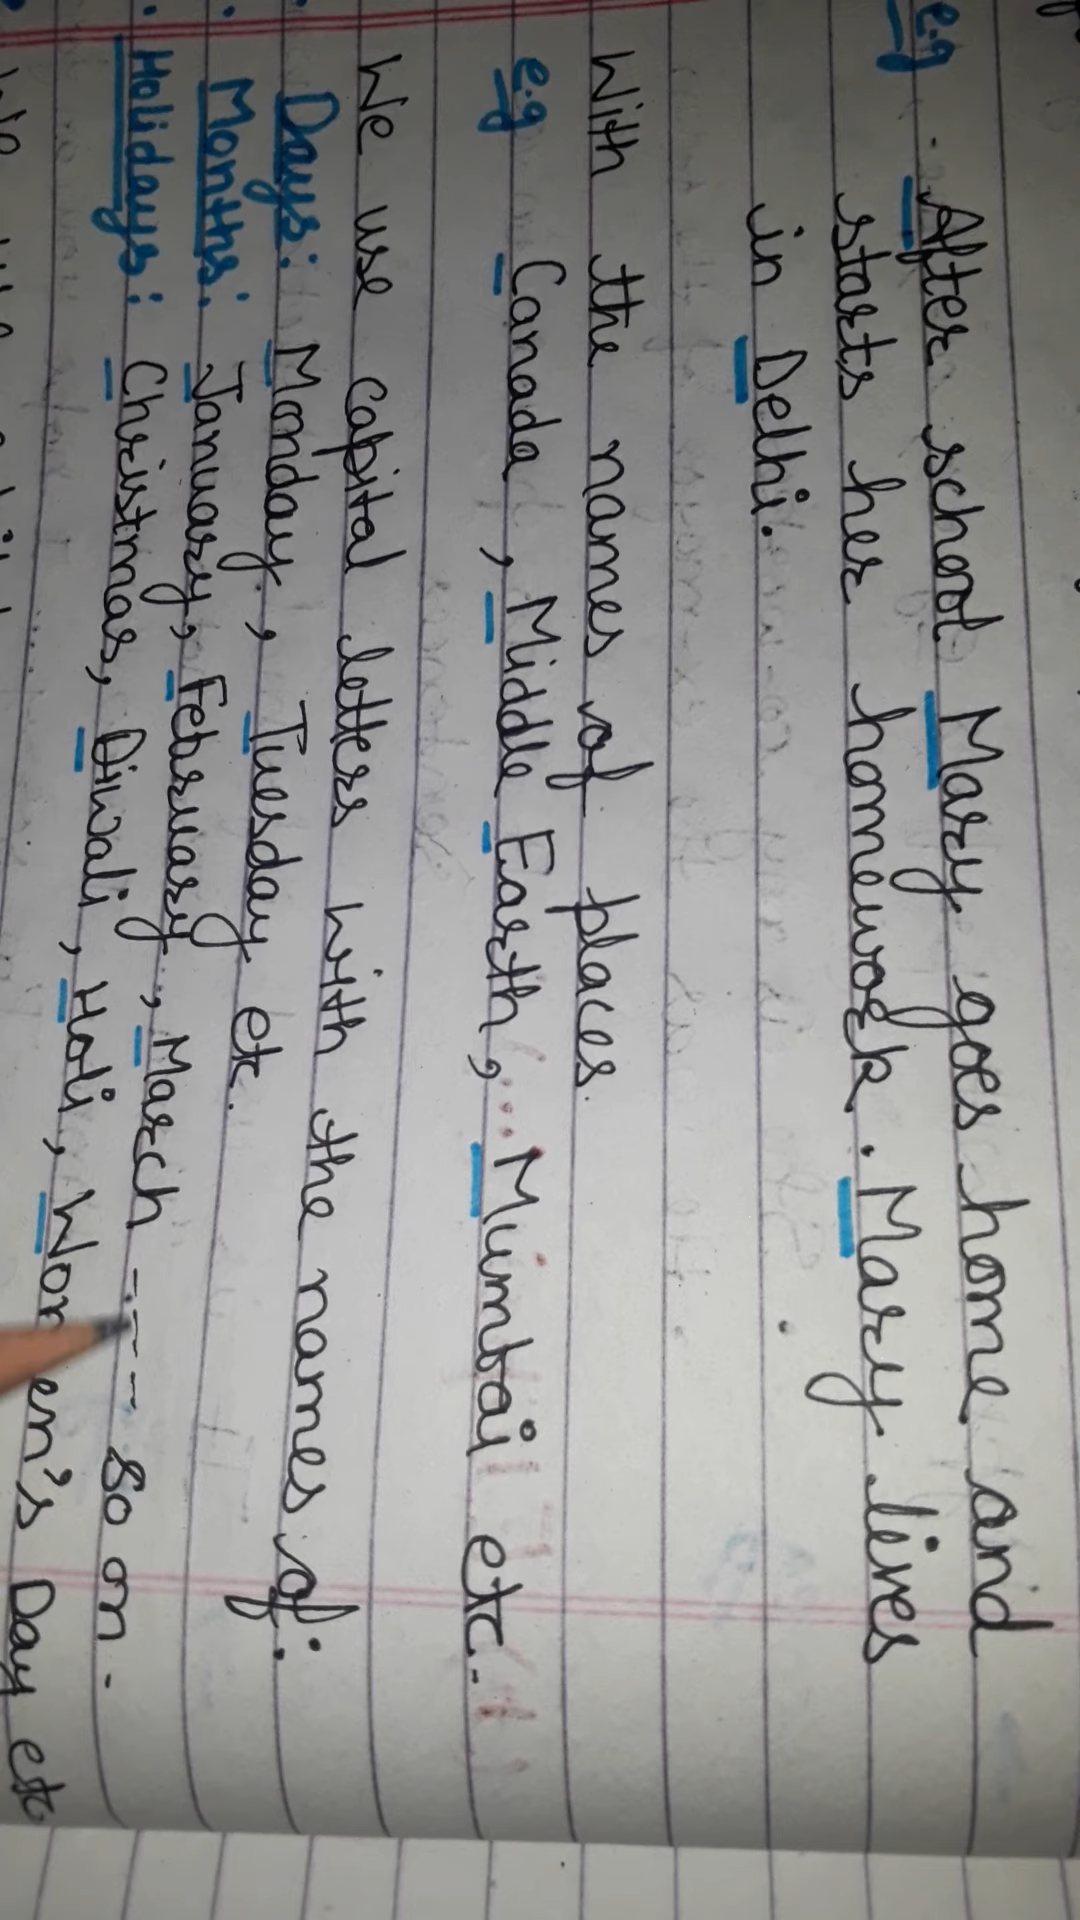 e.g After school Mary goes home and
starts her homework. Mary lives
in Delhi.
With the names of places.
e.g Canada, Middle Earth, Mumbai etc.
We use capital letters with the names of:
Days: Monday, Tuesday etc.
Months: January, February, March ---- so on.
Holidays: Christmas, Diwali, Holi, Women's Day etc